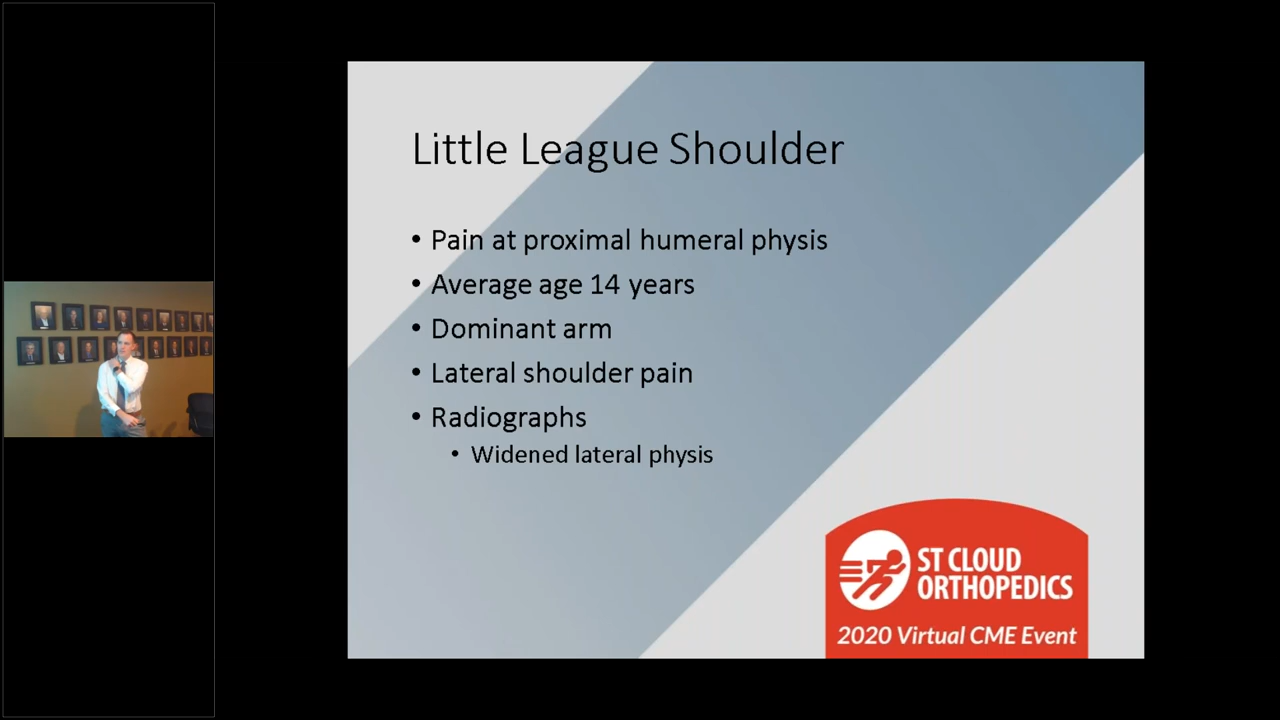 Little League Shoulder
• Pain at proximal humeral physis
• Average age 14 years
• Dominant arm
• Lateral shoulder pain
• Radiographs
• Widened lateral physis
ST CLOUD
ORTHOPEDICS
2020 Virtual CME Event